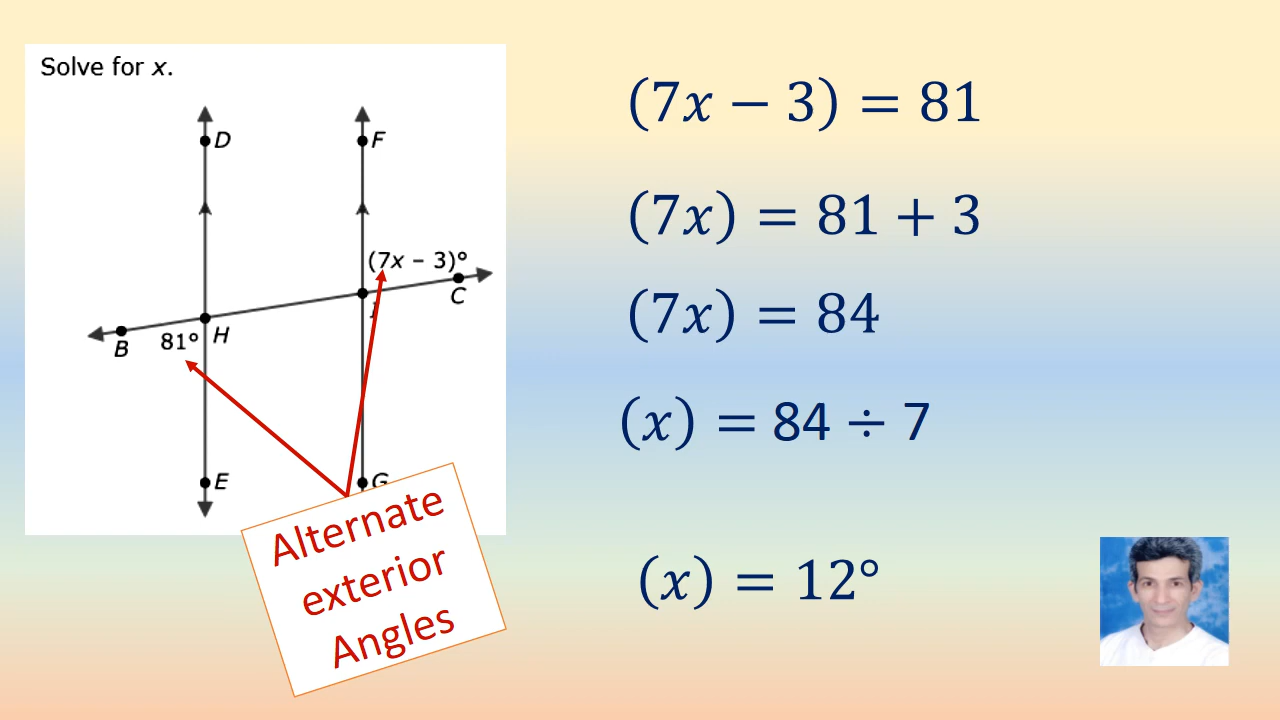 Solve for x.
D
F
(7x − 3)°
C
B
81°
H
E
G
Alternate
exterior
Angles
(7x − 3) = 81
(7x) = 81 + 3
(7x) = 84
(x) = 84 ÷ 7
(x) = 12°